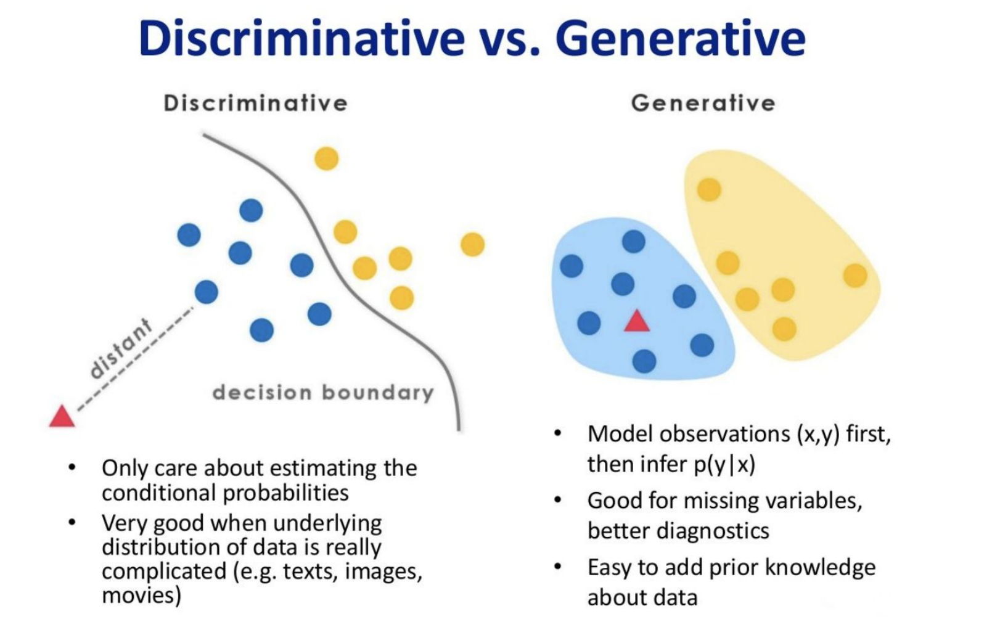 Discriminative vs. Generative
Discriminative
distant
decision boundary
• Only care about estimating the
conditional probabilities
• Very good when underlying
distribution of data is really
complicated (e.g. texts, images,
movies)
Generative
• Model observations (x,y) first,
then infer p(y|x)
• Good for missing variables,
better diagnostics
• Easy to add prior knowledge
about data